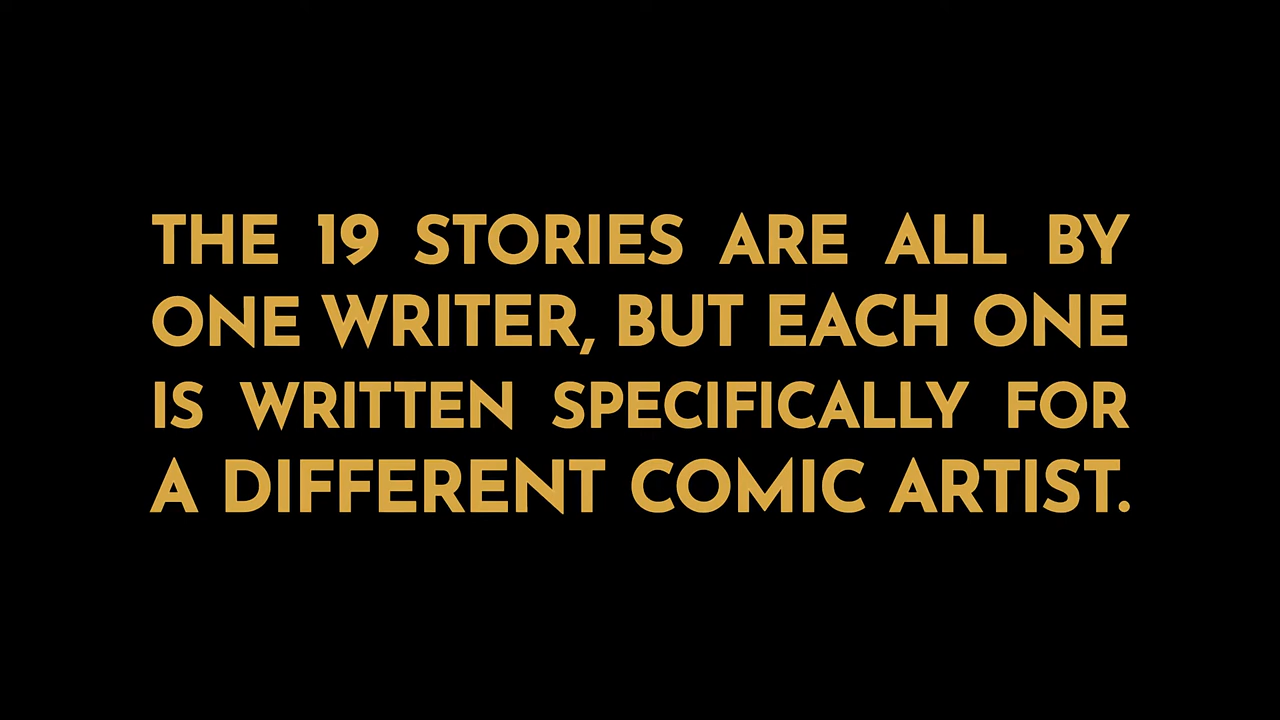 THE 19 STORIES ARE ALL BY
ONE WRITER, BUT EACH ONE
IS WRITTEN SPECIFICALLY FOR
A DIFFERENT COMIC ARTIST.